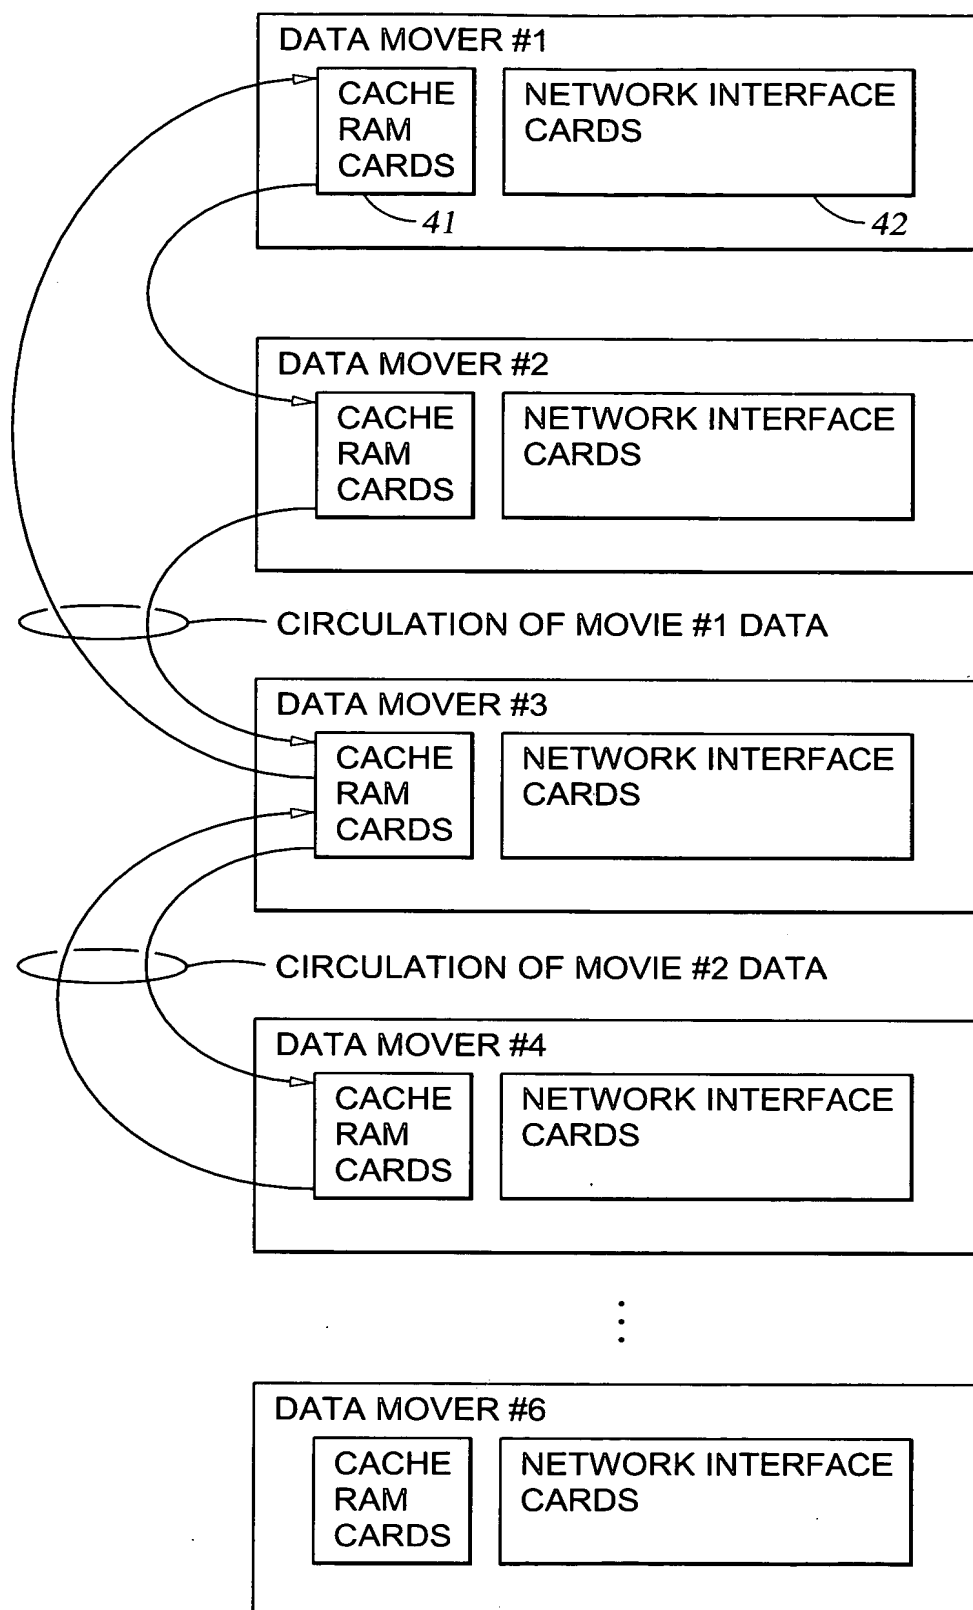 DATA MOVER #1
CACHE
RAM
CARDS
NETWORK INTERFACE
CARDS
41
42
DATA MOVER #2
CACHE
RAM
CARDS
NETWORK INTERFACE
CARDS
CIRCULATION OF MOVIE #1 DATA
DATA MOVER #3
CACHE
RAM
CARDS
NETWORK INTERFACE
CARDS
CIRCULATION OF MOVIE #2 DATA
DATA MOVER #4
CACHE
RAM
CARDS
NETWORK INTERFACE
CARDS
DATA MOVER #6
CACHE
RAM
CARDS
NETWORK INTERFACE
CARDS